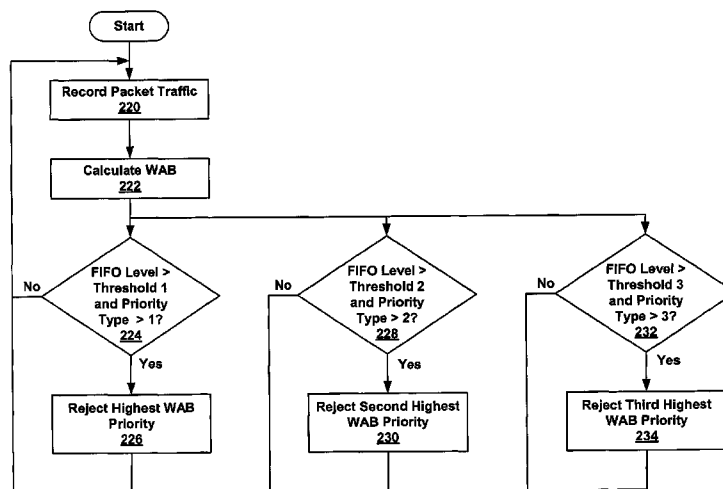 Start
Record Packet Traffic
220
Calculate WAB
222
No
FIFO Level >
Threshold 1
and Priority
Type > 1?
224
Yes
No
FIFO Level >
Threshold 2
and Priority
Type > 2?
228
Yes
No
FIFO Level >
Threshold 3
and Priority
Type > 3?
232
Yes
Reject Highest WAB
Priority
226
Reject Second Highest
WAB Priority
230
Reject Third Highest
WAB Priority
234